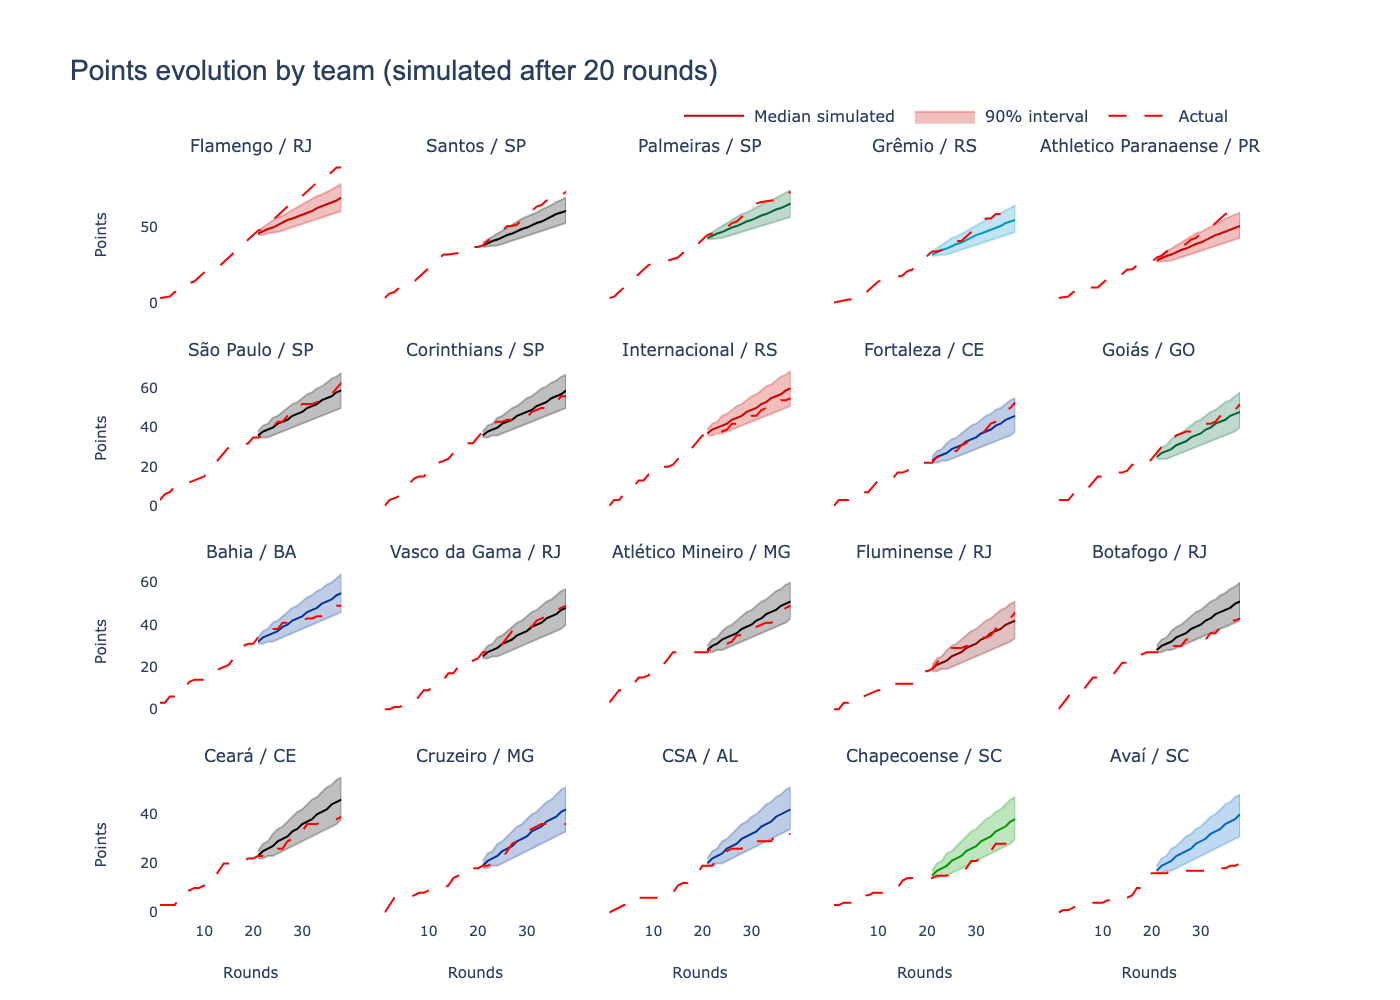 Points evolution by team (simulated after 20 rounds)
Median simulated 90% interval Actual
Flamengo / RJ Santos / SP Palmeiras / SP Grêmio / RS Athletico Paranaense / PR
50
Points
0
São Paulo / SP Corinthians / SP Internacional / RS Fortaleza / CE Goiás / GO
60
40
Points
20
0
Bahia / BA Vasco da Gama / RJ Atlético Mineiro / MG Fluminense / RJ Botafogo / RJ
60
40
Points
20
0
Ceará / CE Cruzeiro / MG CSA / AL Chapecoense / SC Avaí / SC
40
Points
20
0
10 20 30 10 20 30 10 20 30 10 20 30 10 20 30
Rounds Rounds Rounds Rounds Rounds